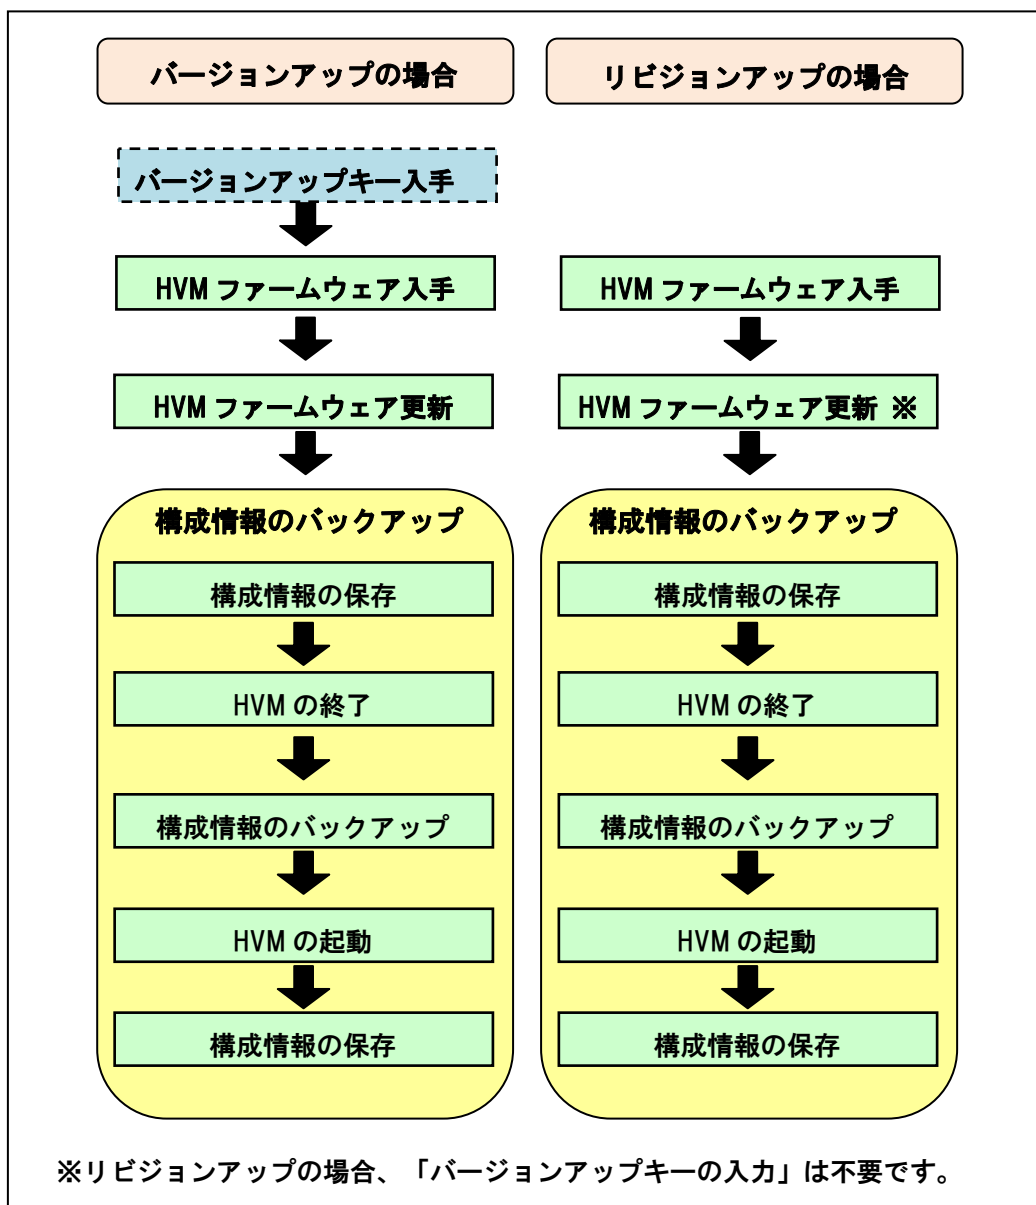 バージョンアップの場合
バージョンアップキー入手
HVM ファームウェア入手
HVM ファームウェア更新
構成情報のバックアップ
構成情報の保存
HVM の終了
構成情報のバックアップ
HVM の起動
構成情報の保存
リビジョンアップの場合
HVM ファームウェア入手
HVM ファームウェア更新 ※
構成情報のバックアップ
構成情報の保存
HVM の終了
構成情報のバックアップ
HVM の起動
構成情報の保存
※リビジョンアップの場合、「バージョンアップキーの入力」は不要です。